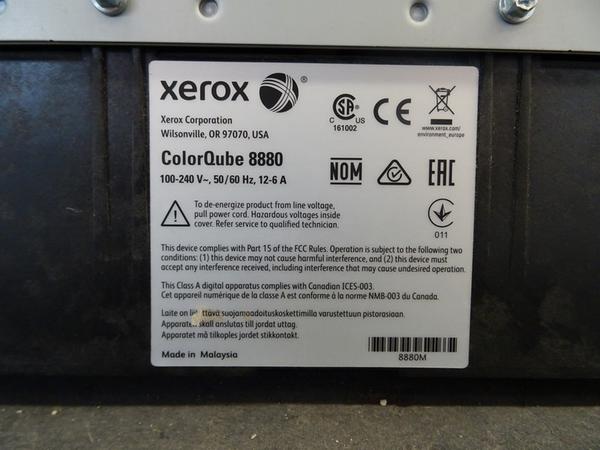 xerox ®
Xerox Corporation
Wilsonville, OR 97070, USA
ColorQube 8880
100-240 V~, 50/60 Hz, 12-6 A
C US
161002
CE
www.xerox.com/
environment_europe
NOM
EAC
011
To de-energize product from line voltage,
pull power cord. Hazardous voltages inside
cover. Refer service to qualified technician.
This device complies with Part 15 of the FCC Rules. Operation is subject to the following two
conditions: (1) this device may not cause harmful interference, and (2) this device must
accept any interference received, including interference that may cause undesired operation.
This Class A digital apparatus complies with Canadian ICES-003.
Cet appareil numérique de la classe A est conforme à la norme NMB-003 du Canada.
Laite on liitettävä suojamaadoituskoskettimilla varustettuun pistorasiaan.
Apparaten skall anslutas till jordat uttag.
Apparatet må tilkoples jordet stikkontakt.
Made in Malaysia
8880M